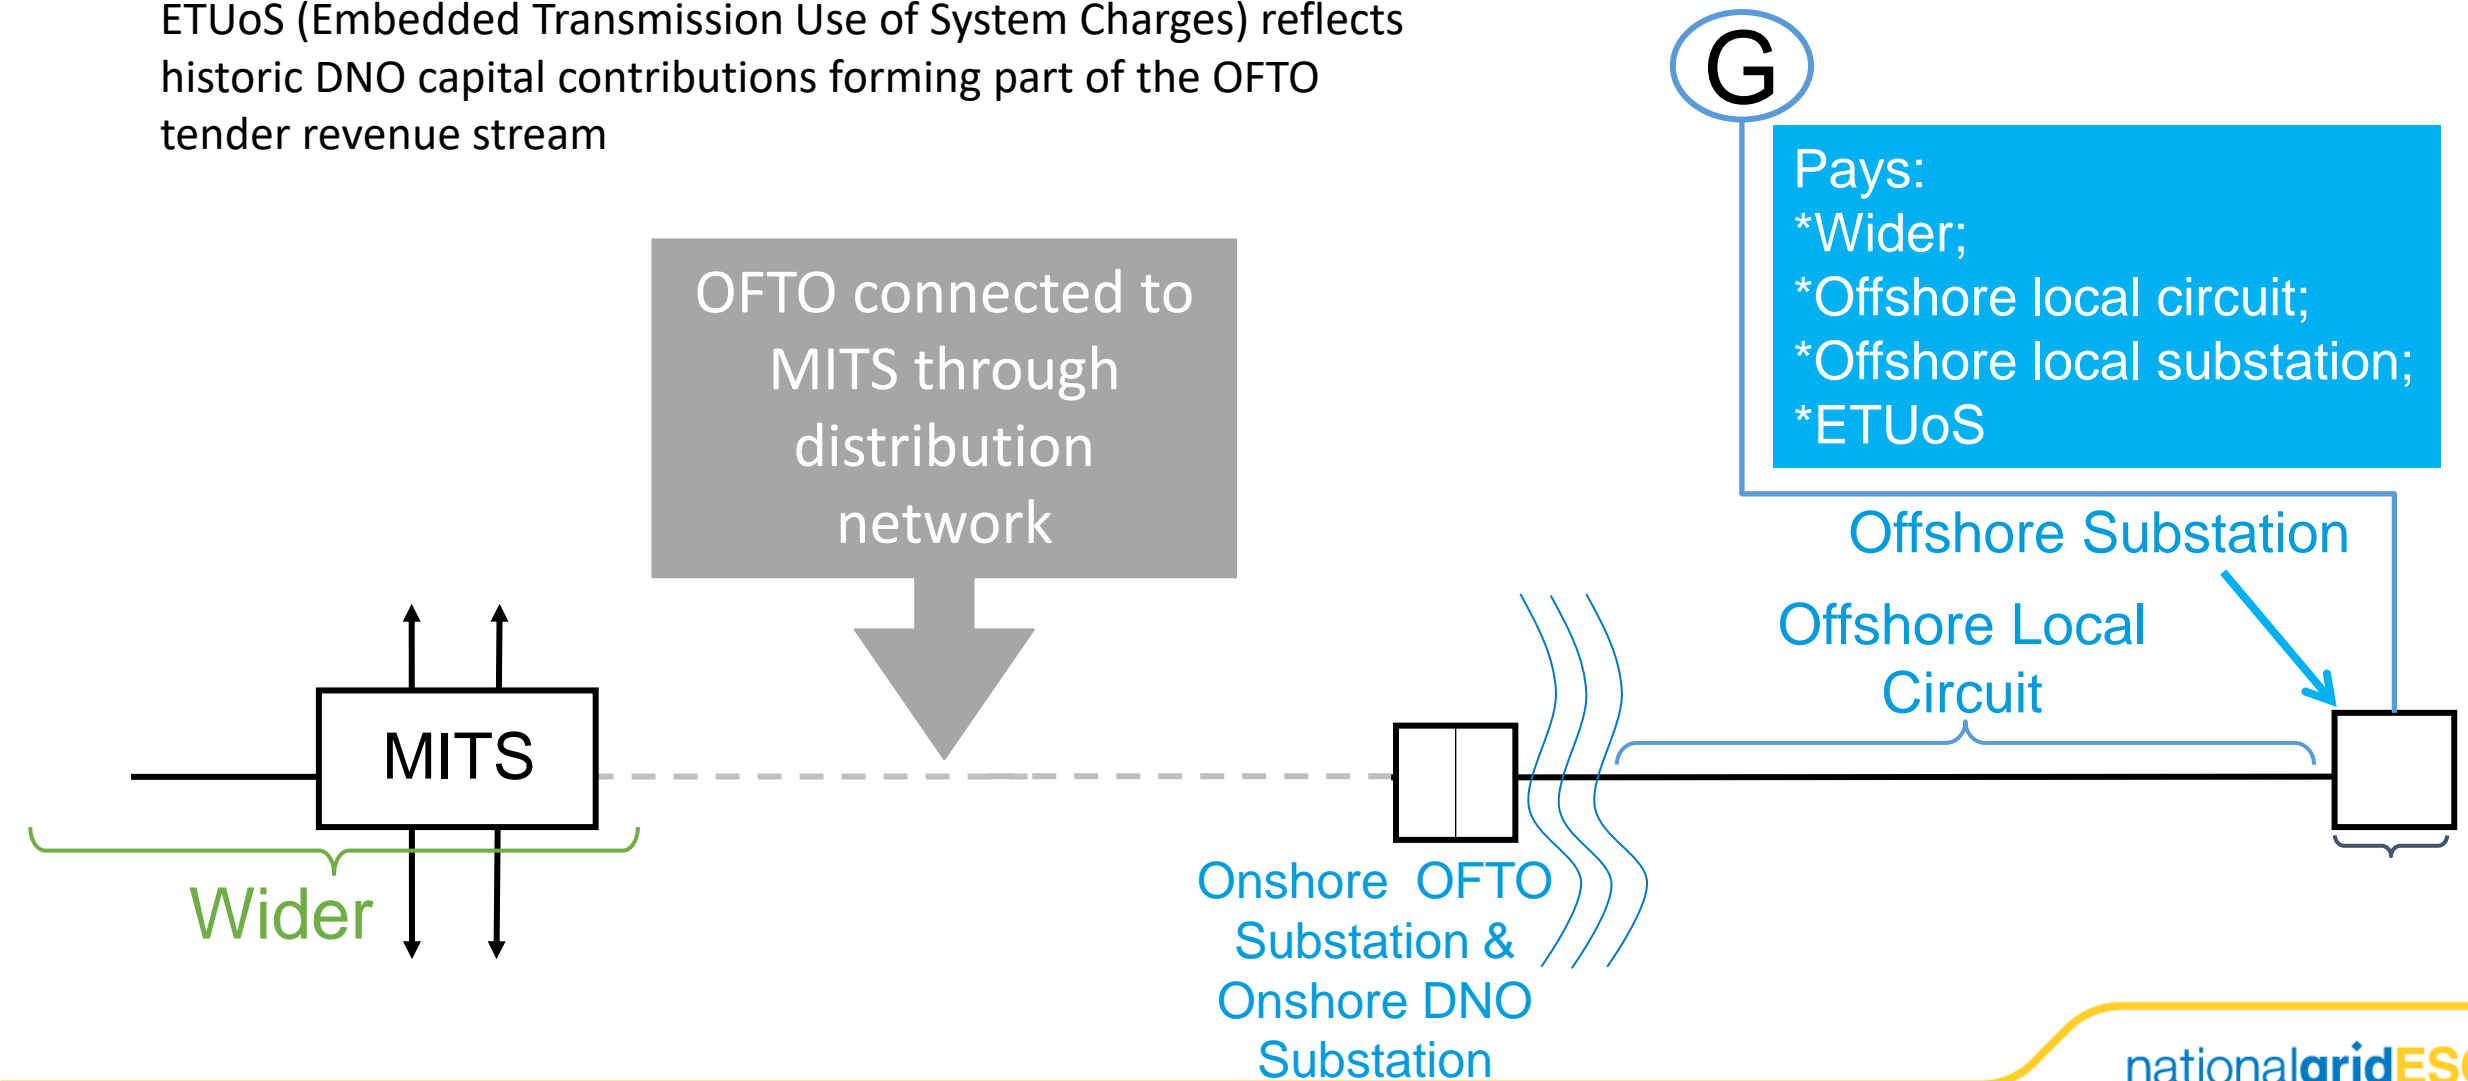 ETUoS (Embedded Transmission Use of System Charges) reflects
historic DNO capital contributions forming part of the OFTO
tender revenue stream
G
Pays:
*Wider;
*Offshore local circuit;
*Offshore local substation;
*ETUoS
OFTO connected to
MITS through
distribution
network
Offshore Substation
Offshore Local
Circuit
MITS
Wider
Onshore OFTO
Substation &
Onshore DNO
Substation
nationalgridESO